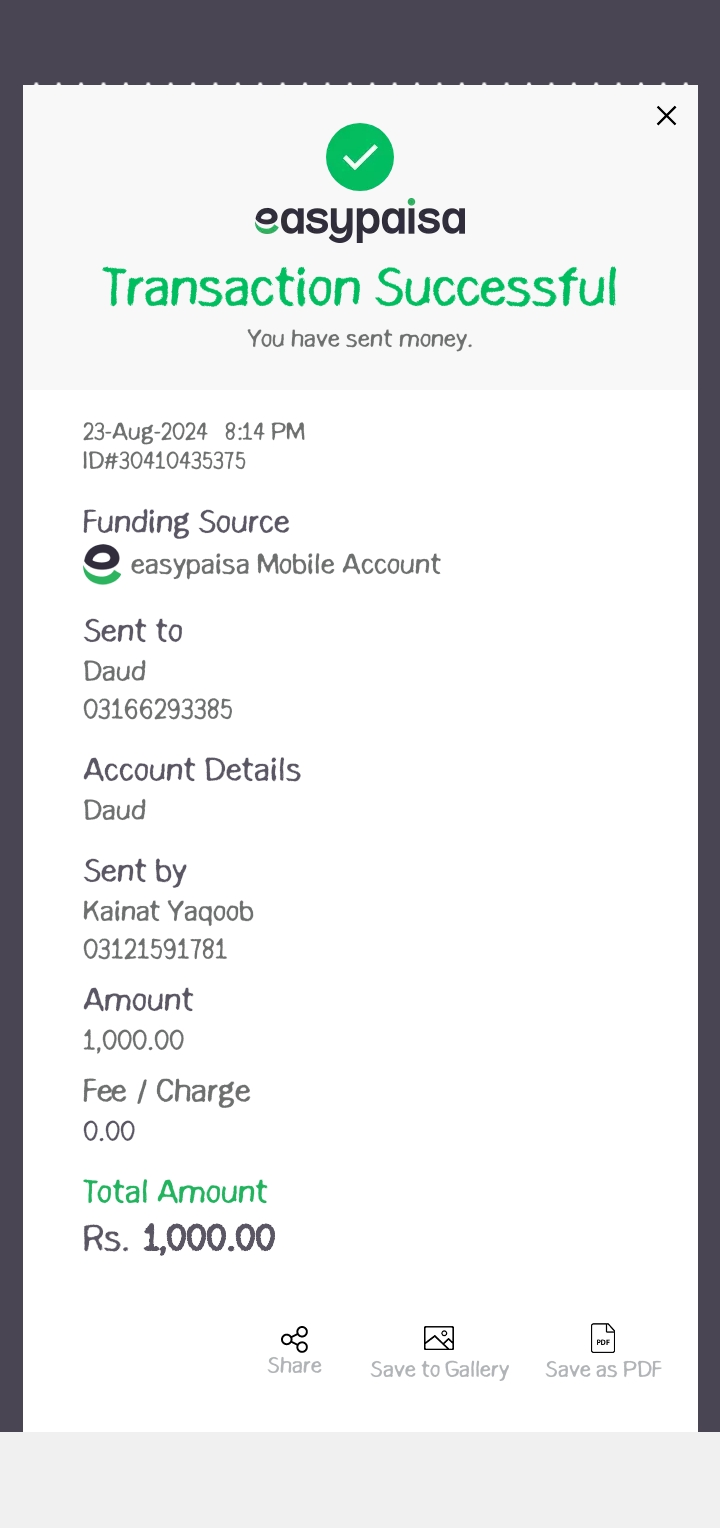 easypaisa
Transaction Successful
You have sent money.
23-Aug-2024 8:14 PM
ID#30410435375
Funding Source
easypaisa Mobile Account
Sent to
Daud
03166293385
Account Details
Daud
Sent by
Kainat Yaqoob
03121591781
Amount
1,000.00
Fee / Charge
0.00
Total Amount
Rs. 1,000.00
PDF
Share Save to Gallery Save as PDF